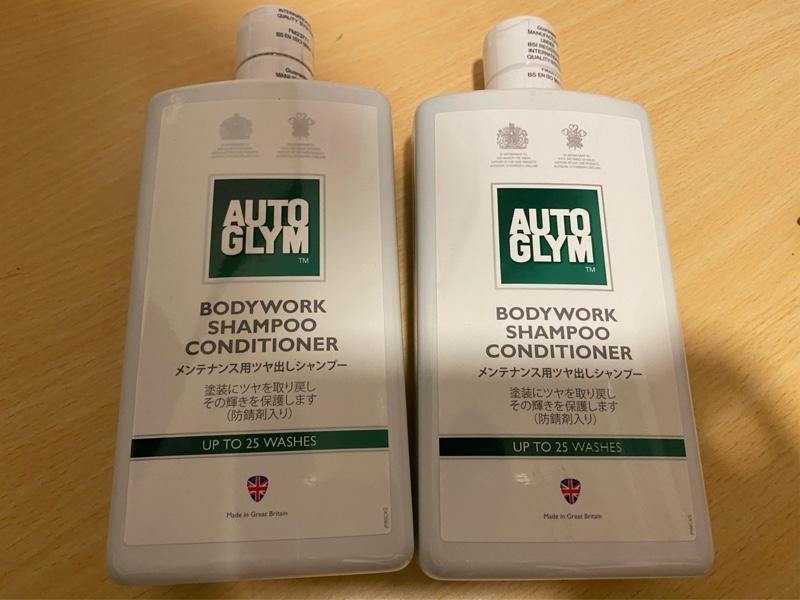 AUTO
GLYM
TM
BODYWORK
SHAMPOO
CONDITIONER
メンテナンス用ツヤ出しシャンプー
塗装にツヤを取り戻し
その輝きを保護します
(防錆剤入り)
UP TO 25 WASHES
Made in Great Britain
BS EN ISO
AUTO
GLYM
TM
BODYWORK
SHAMPOO
CONDITIONER
メンテナンス用ツヤ出しシャンプー
塗装にツヤを取り戻し
その輝きを保護します
(防錆剤入り)
UP TO 25 WASHES
Made in Great Britain